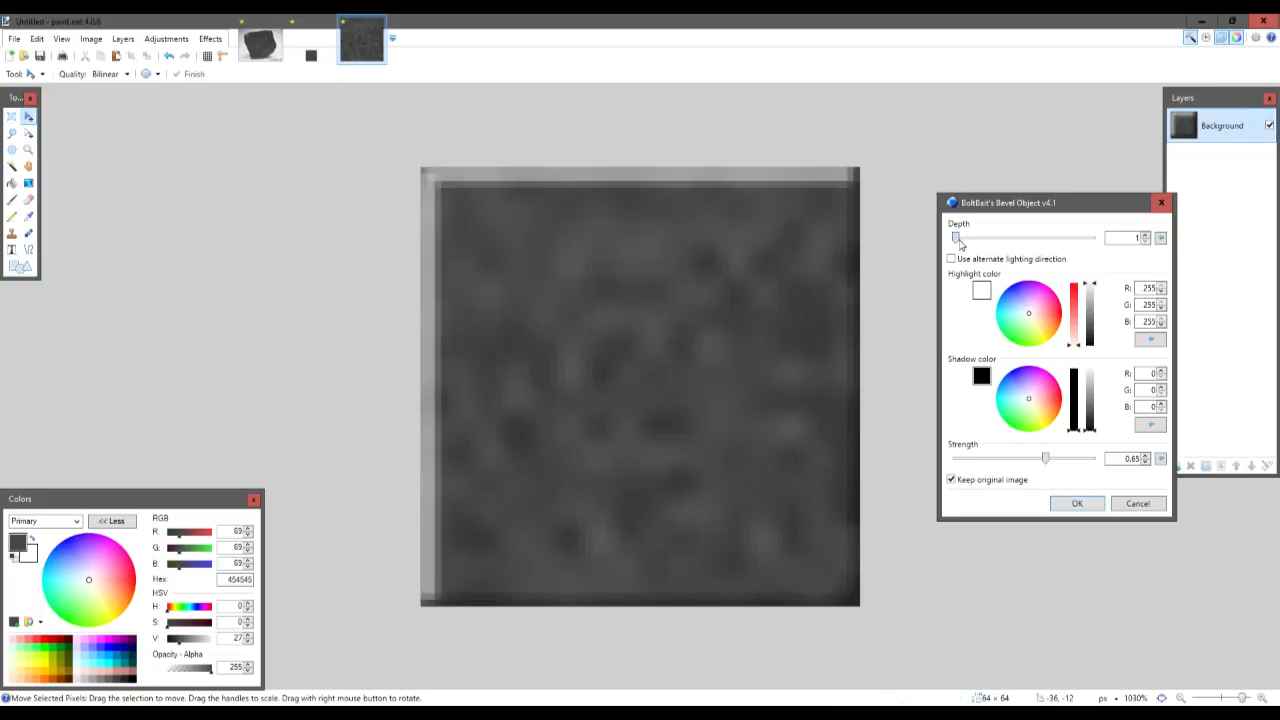 Untitled - paint.net 4.0.6
File Edit View Image Layers Adjustments Effects
Tool: Quality: Bilinear Finish
To...
Layers
Background
BoltBait's Bevel Object v4.1
Depth
1
Use alternate lighting direction
Highlight color
R: 255
G: 255
B: 255
Shadow color
R: 0
G: 0
B: 0
Strength
0.65
Keep original image
OK Cancel
Colors
Primary << Less
RGB
R: 69
G: 69
B: 69
Hex: 454545
HSV
H: 0
S: 0
V: 27
Opacity - Alpha
255
Move Selected Pixels: Drag the selection to move. Drag the handles to scale. Drag with right mouse button to rotate. 64 × 64 -36, -12 px 1030%